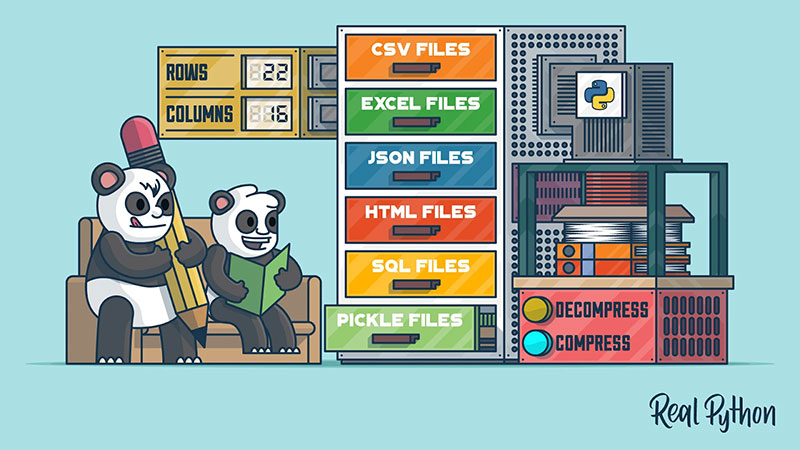 ROWS 22
COLUMNS 16
CSV FILES
EXCEL FILES
JSON FILES
HTML FILES
SQL FILES
PICKLE FILES
DECOMPRESS
COMPRESS
Real Python